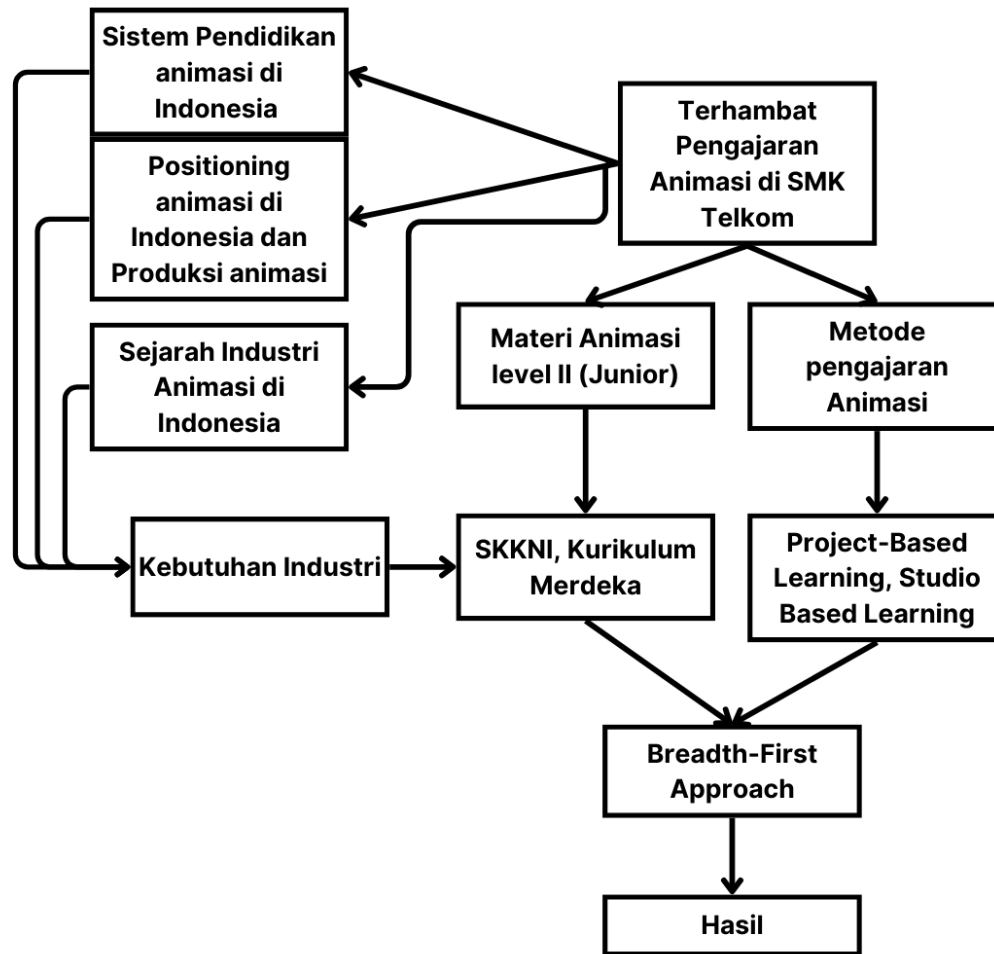 Sistem Pendidikan
animasi di
Indonesia
Positioning
animasi di
Indonesia dan
Produksi animasi
Sejarah Industri
Animasi di
Indonesia
Terhambat
Pengajaran
Animasi di SMK
Telkom
Materi Animasi
level II (Junior)
Metode
pengajaran
Animasi
Kebutuhan Industri
SKKNI, Kurikulum
Merdeka
Project-Based
Learning, Studio
Based Learning
Breadth-First
Approach
Hasil